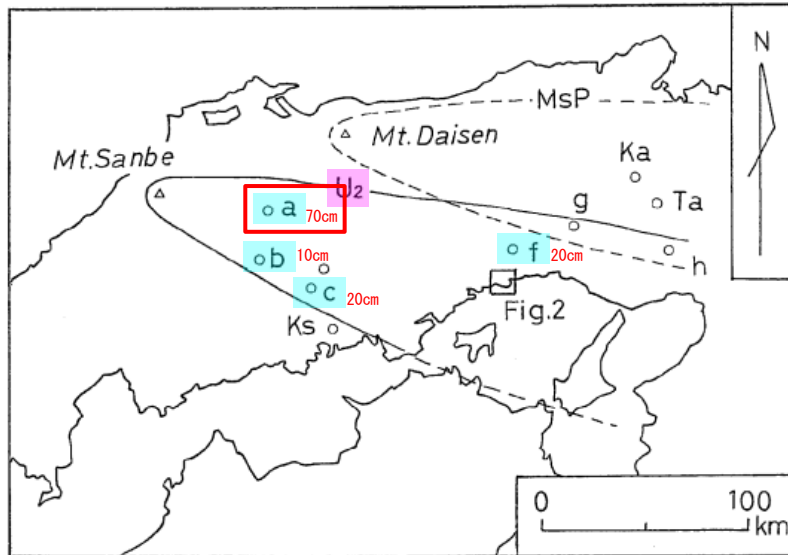 N
MsP
Mt.Daisen
Ka
Mt.Sanbe
U2
Ta
a 70cm
g
b 10cm
f 20cm
h
c 20cm
Fig.2
Ks
0 100
km